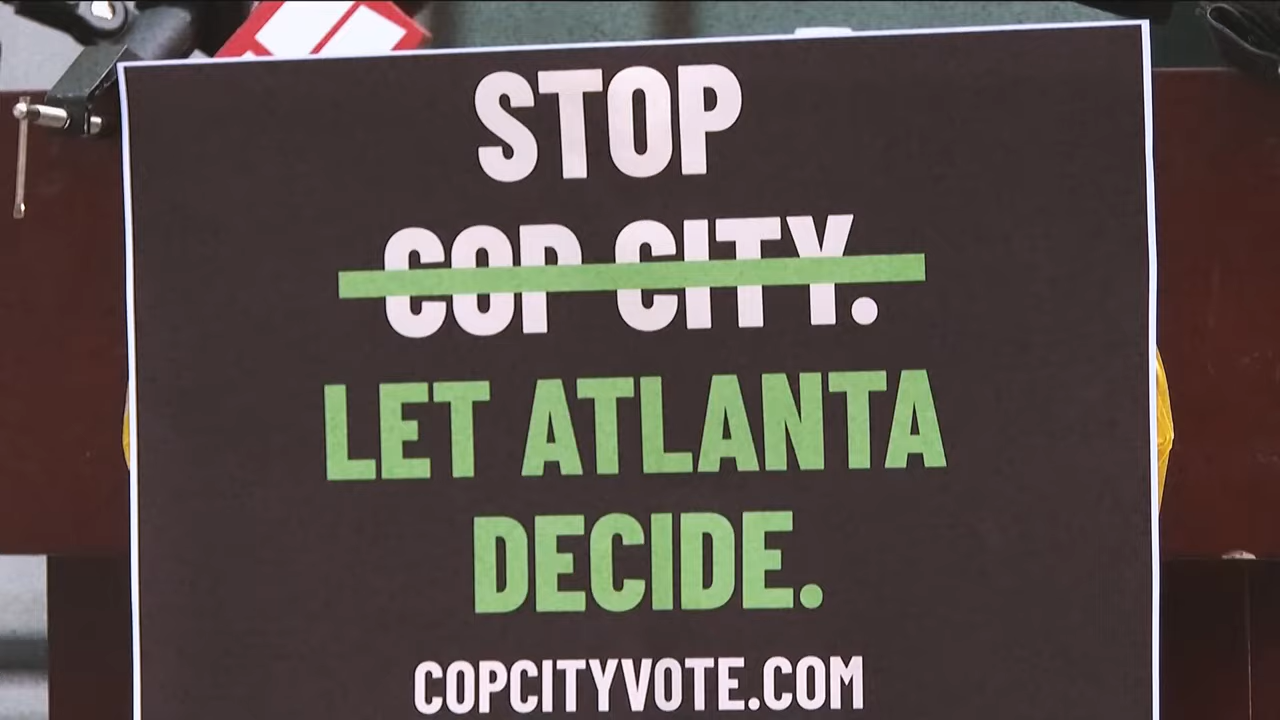 STOP
COP CITY.
LET ATLANTA
DECIDE.
COPCITYVOTE.COM